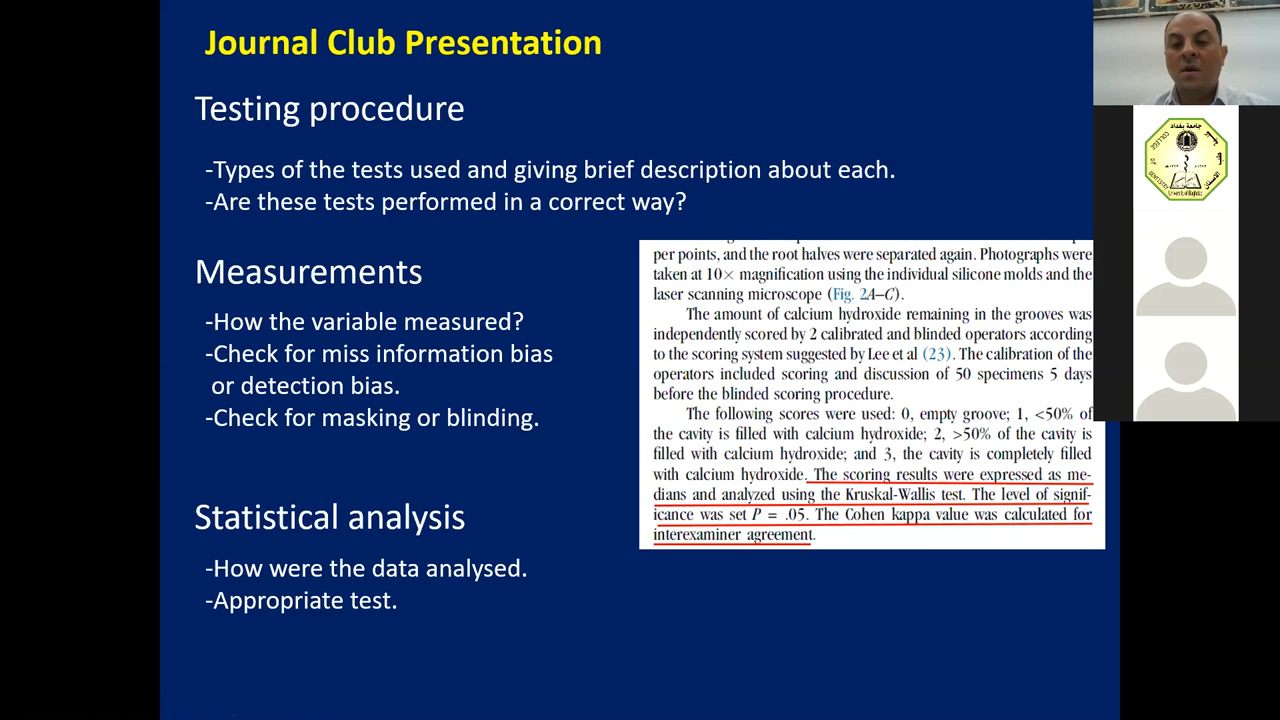 Journal Club Presentation
Testing procedure
-Types of the tests used and giving brief description about each.
-Are these tests performed in a correct way?
Measurements
-How the variable measured?
-Check for miss information bias
or detection bias.
-Check for masking or blinding.
Statistical analysis
-How were the data analysed.
-Appropriate test.
per points, and the root halves were separated again. Photographs were
taken at 10× magnification using the individual silicone molds and the
laser scanning microscope (Fig. 2A–C).
The amount of calcium hydroxide remaining in the grooves was
independently scored by 2 calibrated and blinded operators according
to the scoring system suggested by Lee et al (23). The calibration of the
operators included scoring and discussion of 50 specimens 5 days
before the blinded scoring procedure.
The following scores were used: 0, empty groove; 1, <50% of
the cavity is filled with calcium hydroxide; 2, >50% of the cavity is
filled with calcium hydroxide; and 3, the cavity is completely filled
with calcium hydroxide. The scoring results were expressed as me-
dians and analyzed using the Kruskal-Wallis test. The level of signif-
icance was set P = .05. The Cohen kappa value was calculated for
interexaminer agreement.
جامعة بغداد
COLLEGE
OF
DENTISTRY